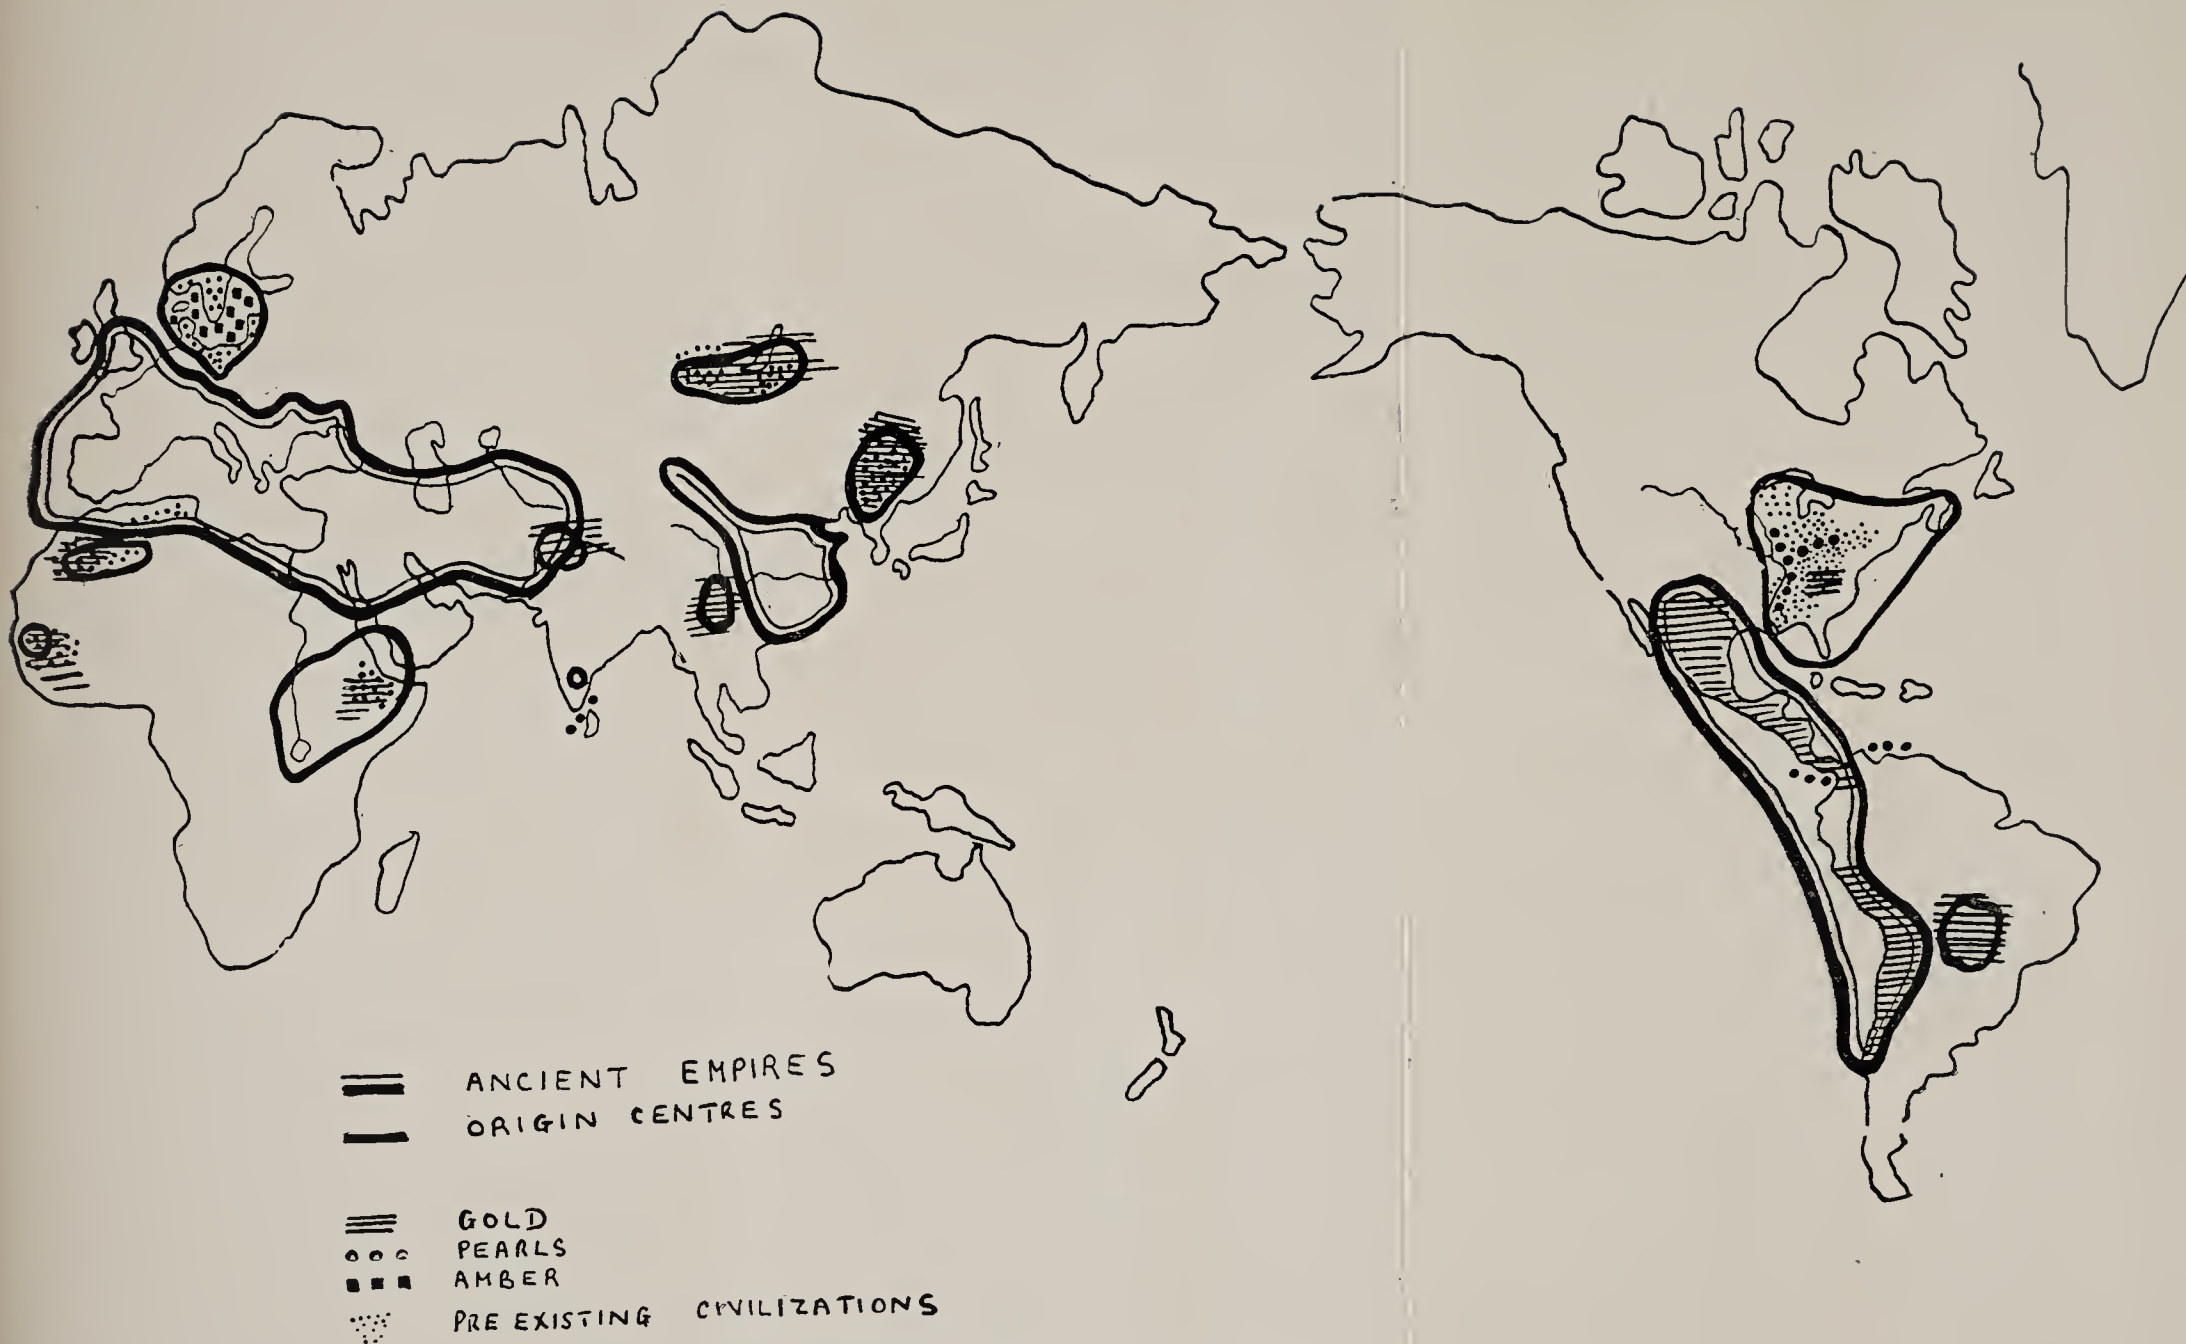 ANCIENT EMPIRES
ORIGIN CENTRES
GOLD
PEARLS
AMBER
PRE EXISTING CIVILIZATIONS